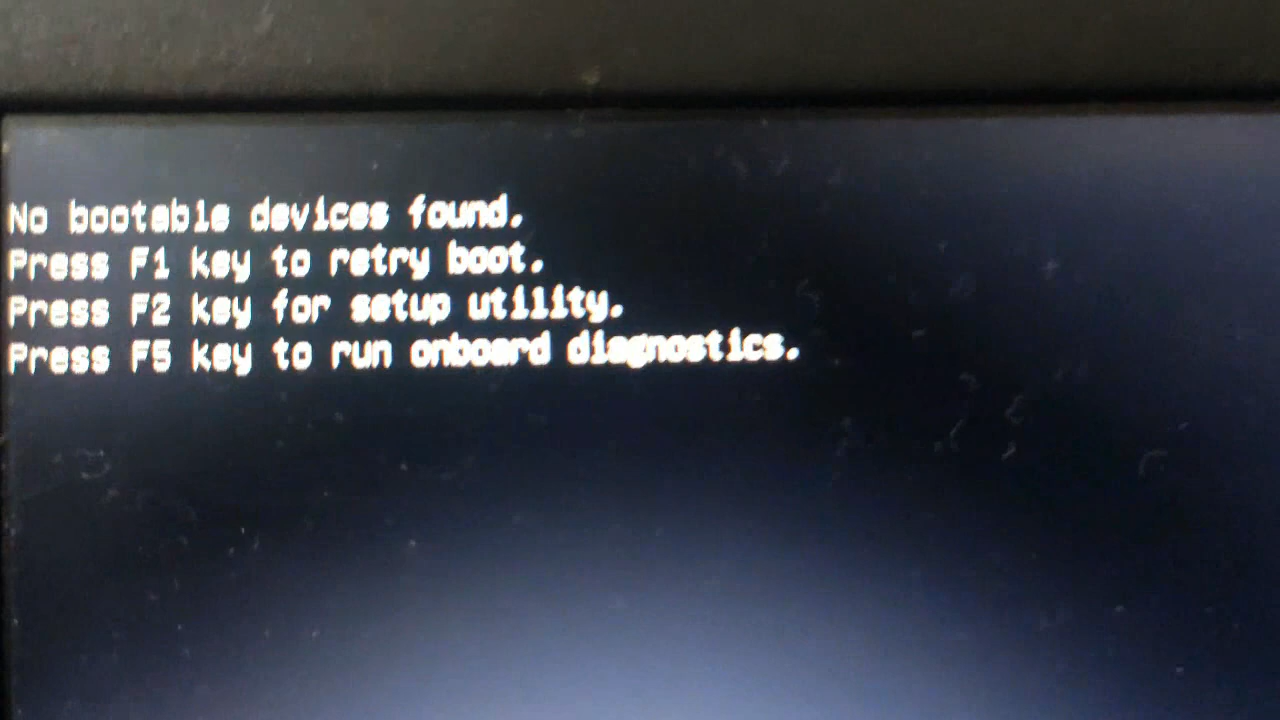 No bootable devices found.
Press F1 key to retry boot.
Press F2 key for setup utility.
Press F5 key to run onboard diagnostics.